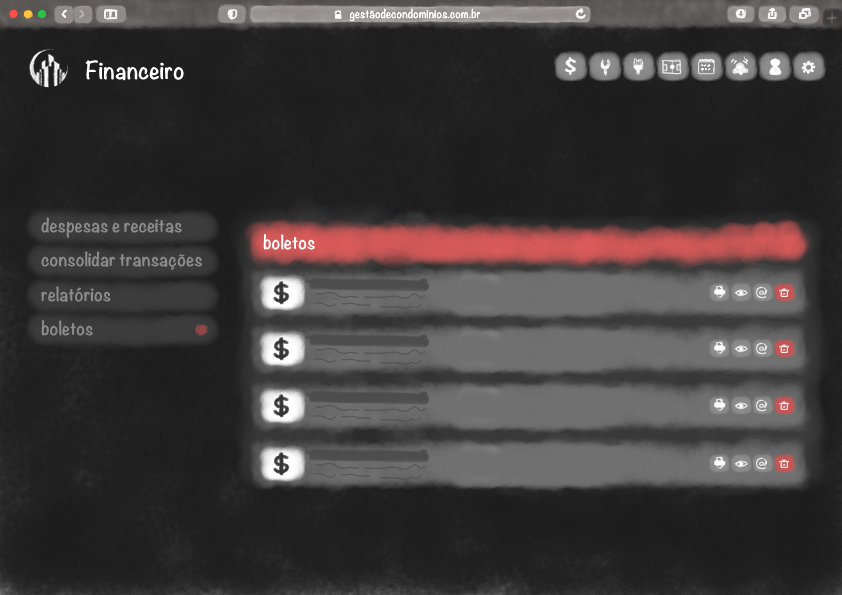 gestãodecondominios.com.br
Financeiro
despesas e receitas
consolidar transações
relatórios
boletos
boletos
$
$
$
$